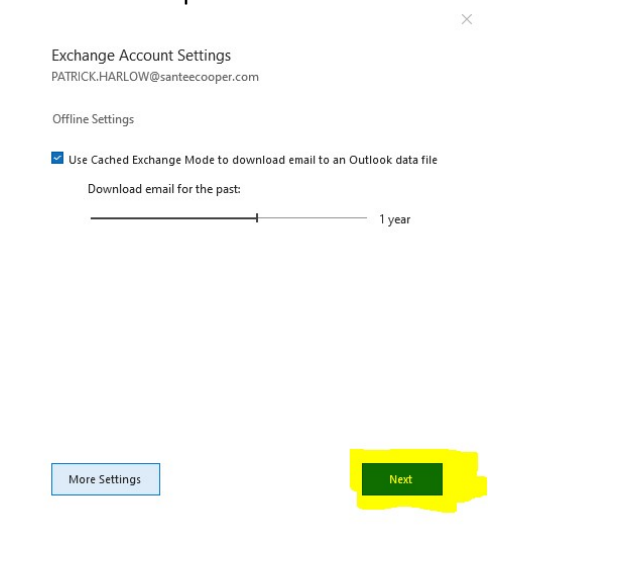 Exchange Account Settings
PATRICK.HARLOW@santeecooper.com
Offline Settings
Use Cached Exchange Mode to download email to an Outlook data file
Download email for the past:
1 year
More Settings
Next